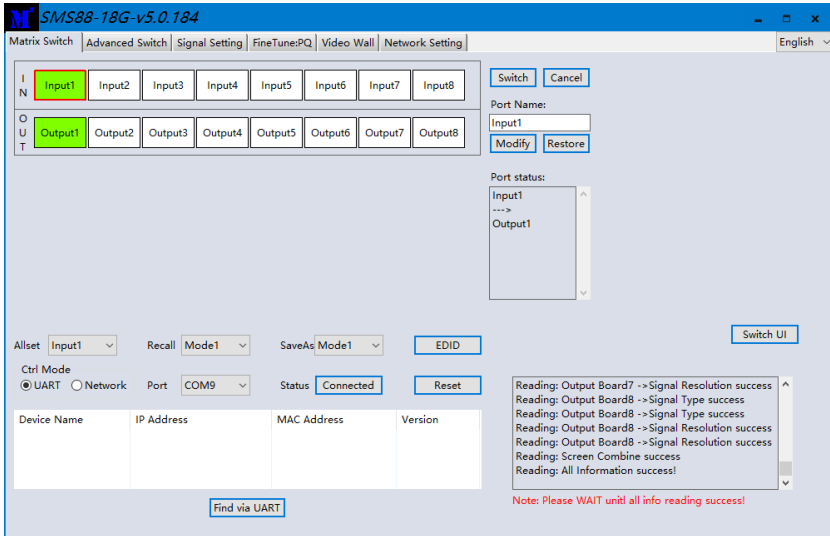 M SMS88-18G-v5.0.184
Matrix Switch Advanced Switch Signal Setting FineTune:PQ Video Wall Network Setting English
IN Input1 Input2 Input3 Input4 Input5 Input6 Input7 Input8
OUT Output1 Output2 Output3 Output4 Output5 Output6 Output7 Output8
Switch Cancel
Port Name:
Input1
Modify Restore
Port status:
Input1
--->
Output1
Switch UI
Allset Input1 Recall Mode1 SaveAs Mode1 EDID
Ctrl Mode
UART Network Port COM9 Status Connected Reset
Device Name IP Address MAC Address Version
Find via UART
Reading: Output Board7 ->Signal Resolution success
Reading: Output Board8 ->Signal Type success
Reading: Output Board8 ->Signal Type success
Reading: Output Board8 ->Signal Resolution success
Reading: Output Board8 ->Signal Resolution success
Reading: Screen Combine success
Reading: All Information success!
Note: Please WAIT unitl all info reading success!